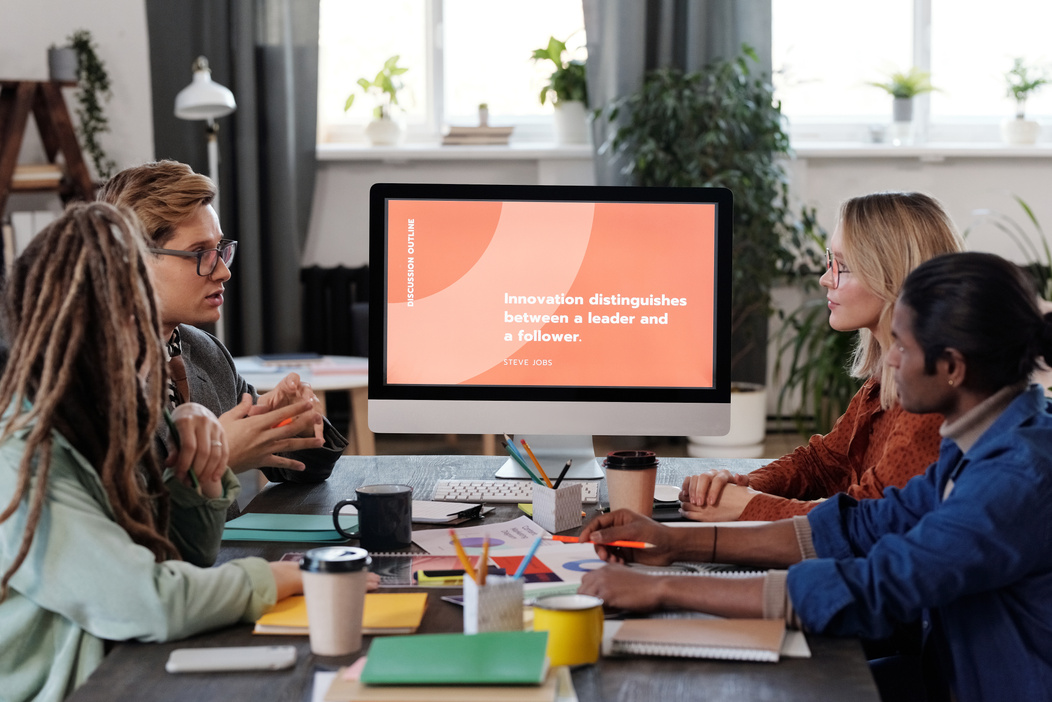 DISCUSSION OUTLINE
Innovation distinguishes
between a leader and
a follower.
STEVE JOBS